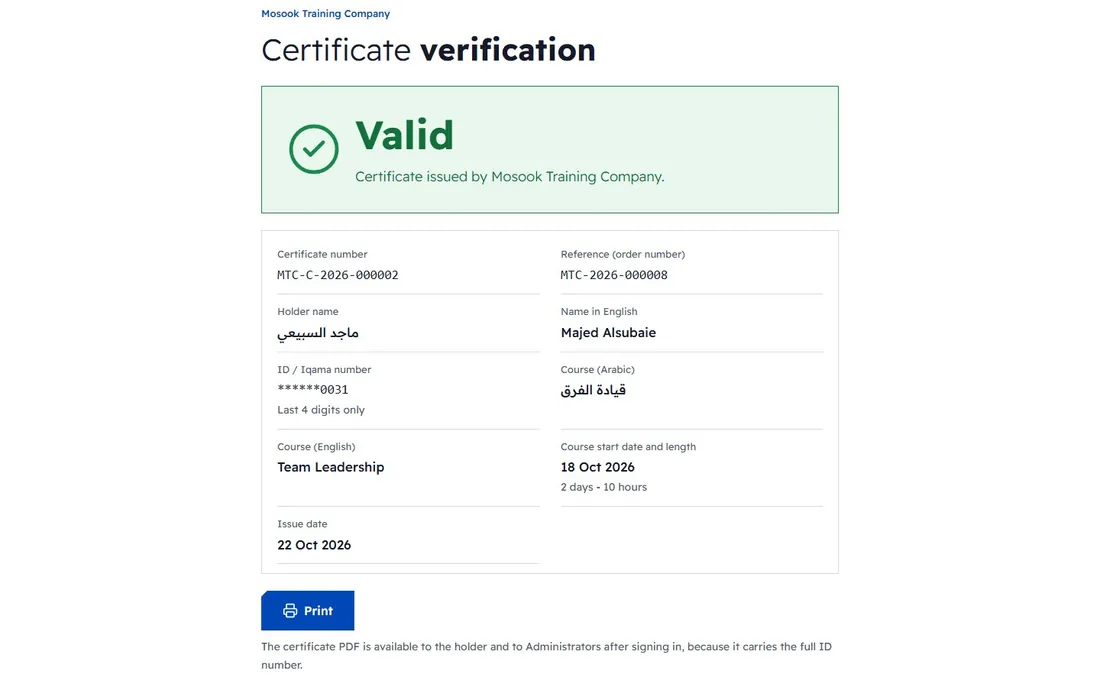 Mosook Training Company
Certificate verification
Valid
Certificate issued by Mosook Training Company.
Certificate number
MTC-C-2026-000002
Reference (order number)
MTC-2026-000008
Holder name
ماجد السبيعي
Name in English
Majed Alsubaie
ID / Iqama number
******0031
Last 4 digits only
Course (Arabic)
قيادة الفرق
Course (English)
Team Leadership
Course start date and length
18 Oct 2026
2 days - 10 hours
Issue date
22 Oct 2026
Print
The certificate PDF is available to the holder and to Administrators after signing in, because it carries the full ID
number.